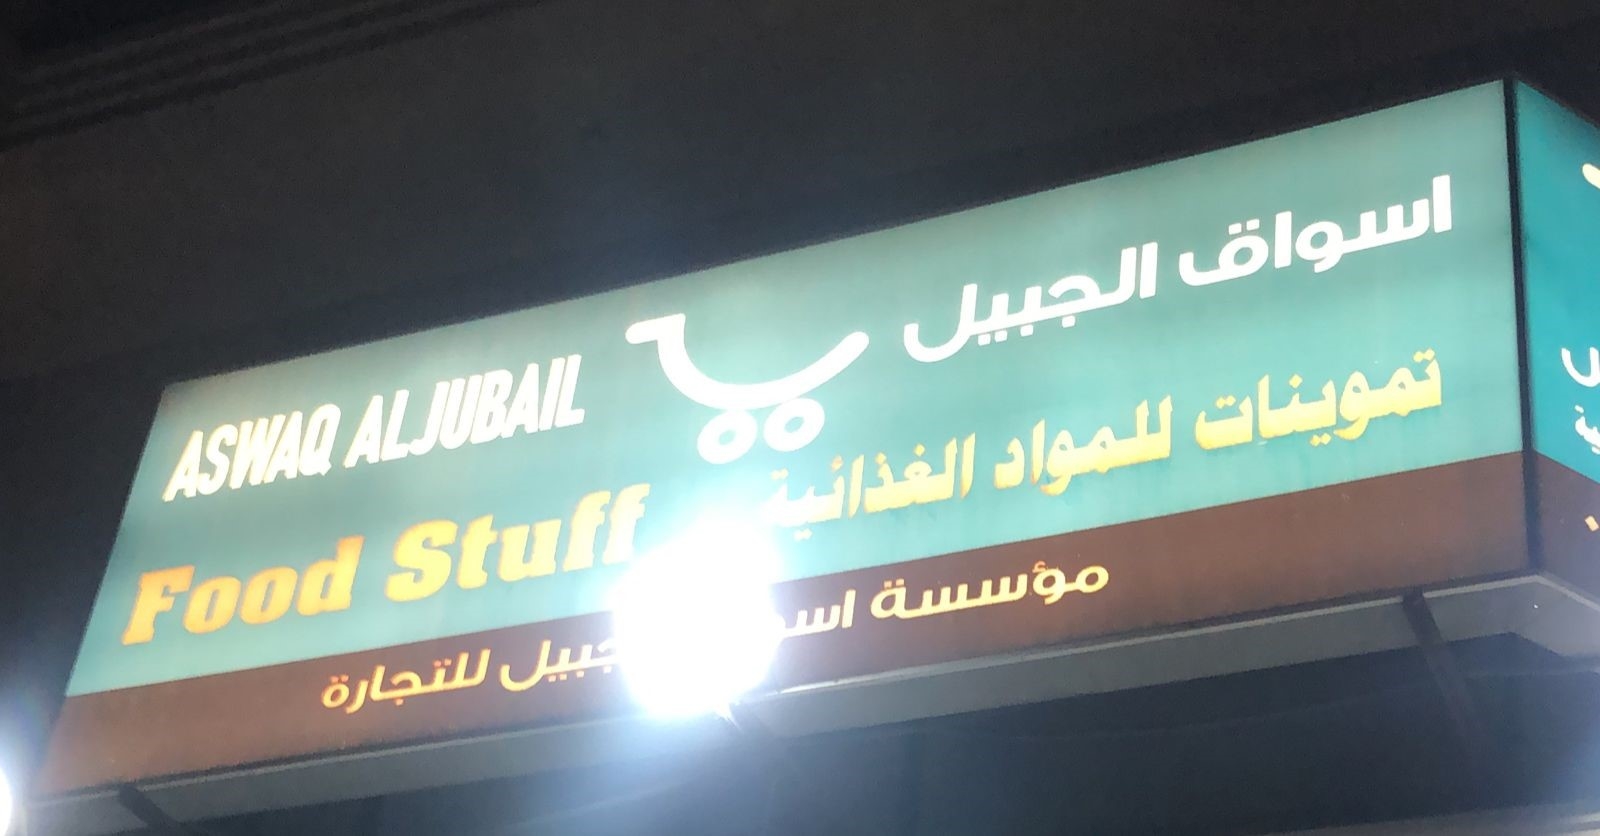 اسواق الجبيل
ASWAQ ALJUBAIL
تموينات للمواد الغذائية
Food Stuff
مؤسسة للتجارة